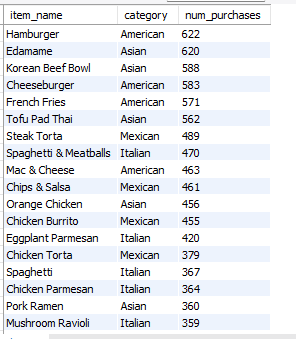 item_name category num_purchases
Hamburger American 622
Edamame Asian 620
Korean Beef Bowl Asian 588
Cheeseburger American 583
French Fries American 571
Tofu Pad Thai Asian 562
Steak Torta Mexican 489
Spaghetti & Meatballs Italian 470
Mac & Cheese American 463
Chips & Salsa Mexican 461
Orange Chicken Asian 456
Chicken Burrito Mexican 455
Eggplant Parmesan Italian 420
Chicken Torta Mexican 379
Spaghetti Italian 367
Chicken Parmesan Italian 364
Pork Ramen Asian 360
Mushroom Ravioli Italian 359